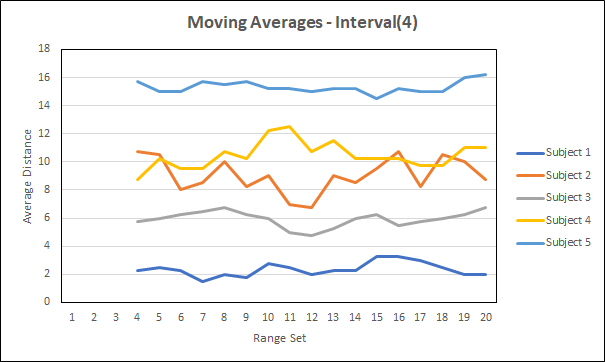 Moving Averages - Interval(4)
18
16
14
12
10
8
6
4
2
0
Average Distance
1 2 3 4 5 6 7 8 9 10 11 12 13 14 15 16 17 18 19 20
Range Set
Subject 1
Subject 2
Subject 3
Subject 4
Subject 5